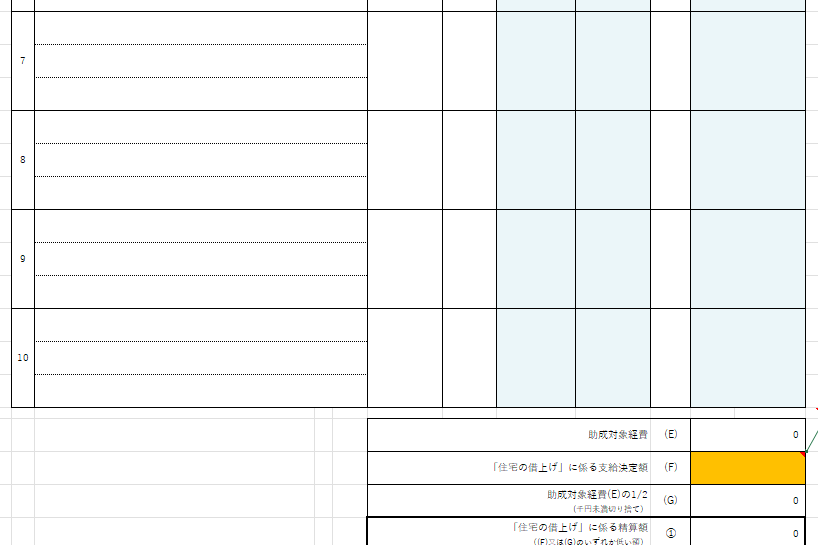 7
8
9
10
助成対象経費 (E) 0
「住宅の借上げ」に係る支給決定額 (F)
助成対象経費(E)の1/2 (G) 0
(千円未満切り捨て)
「住宅の借上げ」に係る精算額 ① 0
((F)又は(G)のいずれか低い額)